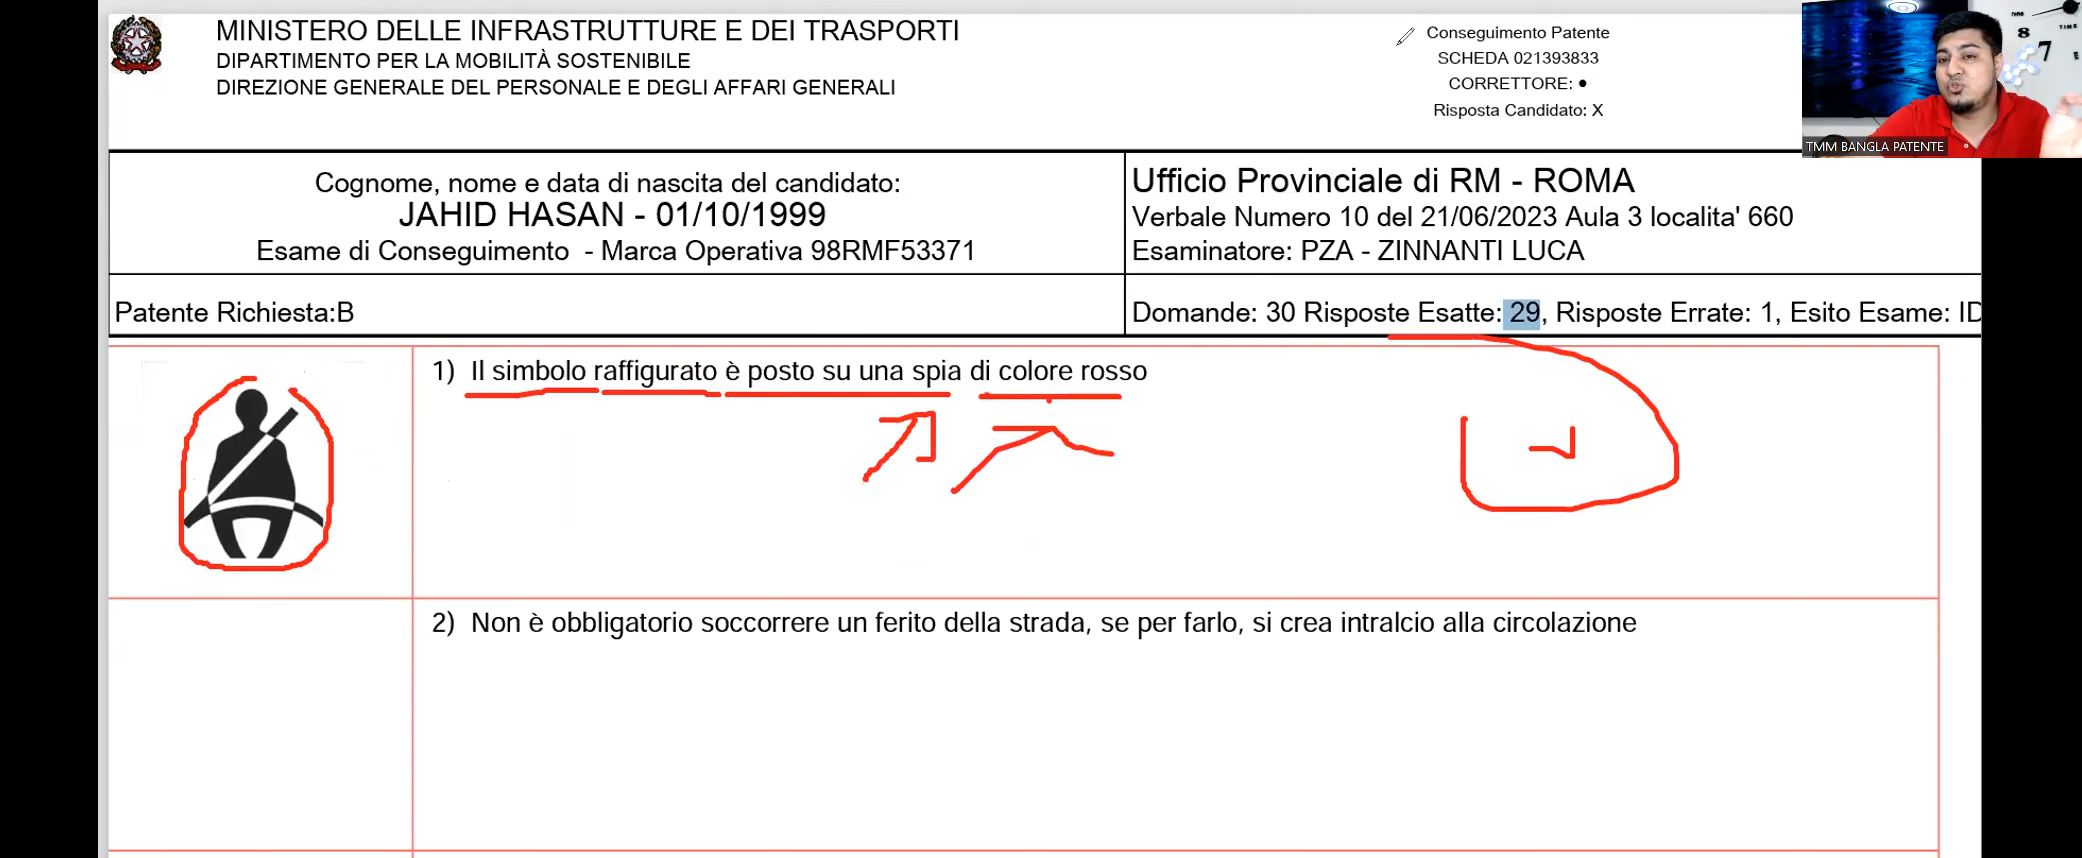 MINISTERO DELLE INFRASTRUTTURE E DEI TRASPORTI
DIPARTIMENTO PER LA MOBILITÀ SOSTENIBILE
DIREZIONE GENERALE DEL PERSONALE E DEGLI AFFARI GENERALI
Conseguimento Patente
SCHEDA 021393833
CORRETTORE: ●
Risposta Candidato: X
8
TIME
7
TMM BANGLA PATENTE
Cognome, nome e data di nascita del candidato:
JAHID HASAN - 01/10/1999
Esame di Conseguimento - Marca Operativa 98RMF53371
Ufficio Provinciale di RM - ROMA
Verbale Numero 10 del 21/06/2023 Aula 3 localita' 660
Esaminatore: PZA - ZINNANTI LUCA
Patente Richiesta:B
Domande: 30 Risposte Esatte: 29, Risposte Errate: 1, Esito Esame: ID
1) Il simbolo raffigurato è posto su una spia di colore rosso
2) Non è obbligatorio soccorrere un ferito della strada, se per farlo, si crea intralcio alla circolazione